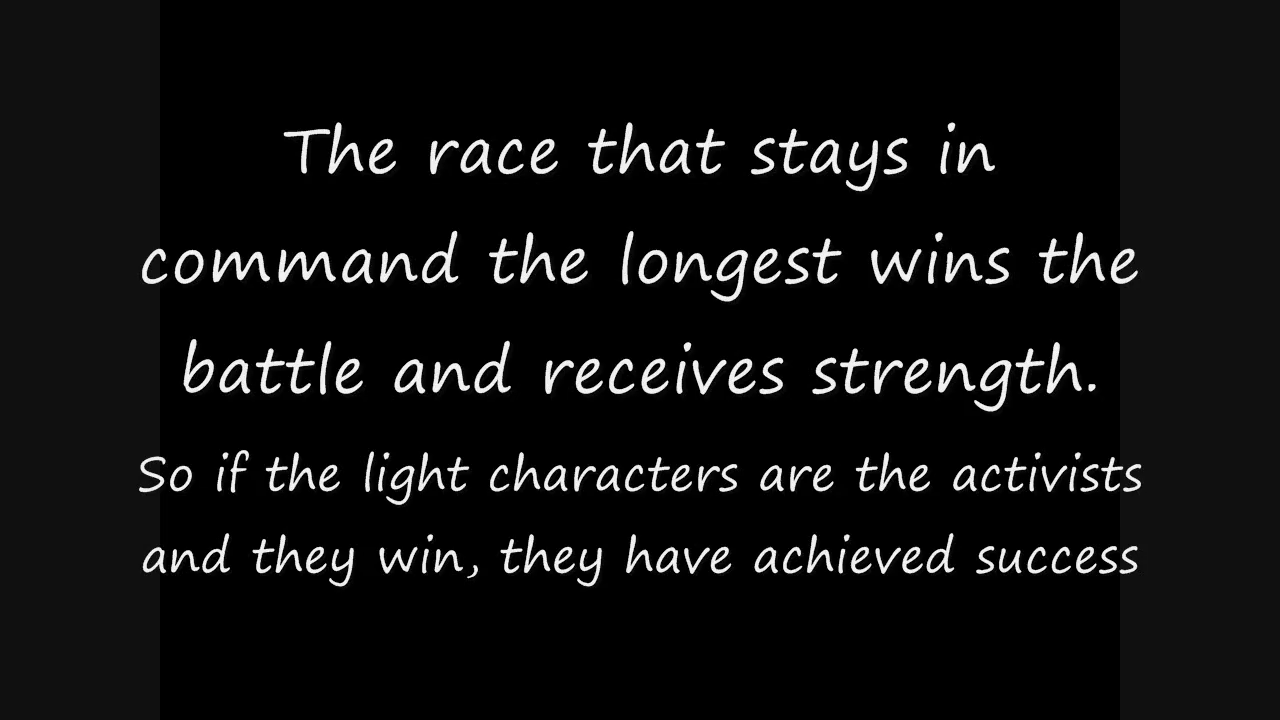 The race that stays in
command the longest wins the
battle and receives strength.
So if the light characters are the activists
and they win, they have achieved success